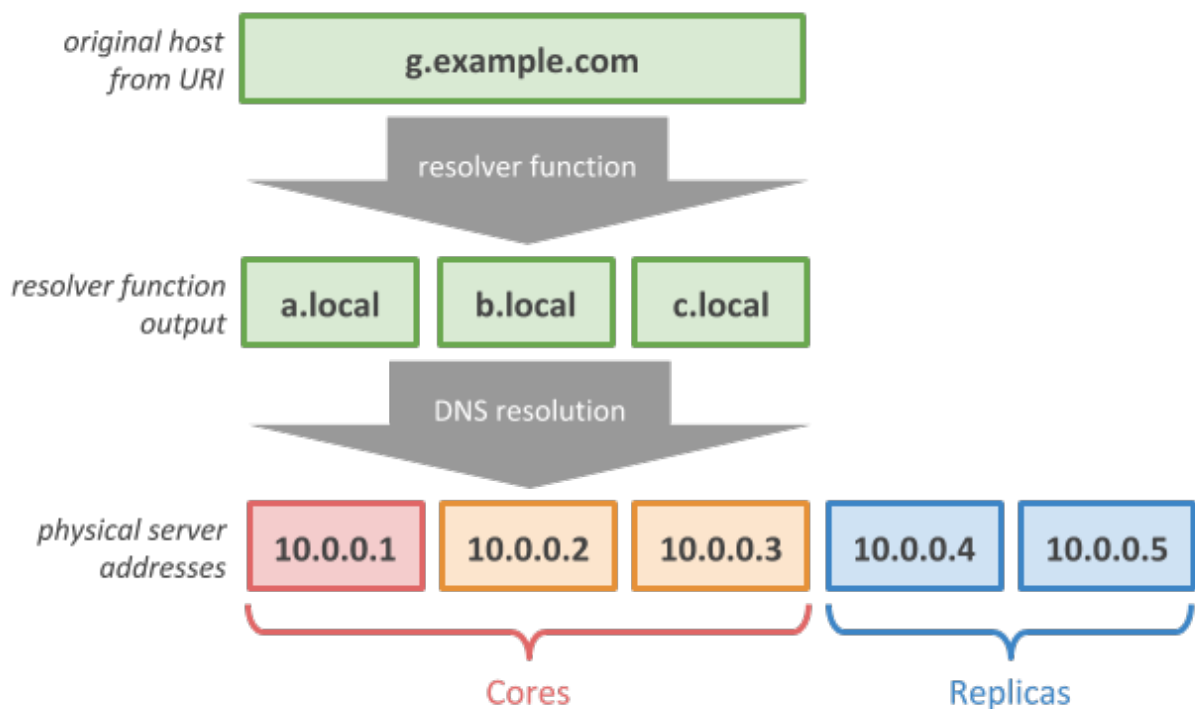 original host
from URI
g.example.com
resolver function
resolver function
output
a.local
b.local
c.local
DNS resolution
physical server
addresses
10.0.0.1
10.0.0.2
10.0.0.3
10.0.0.4
10.0.0.5
Cores
Replicas